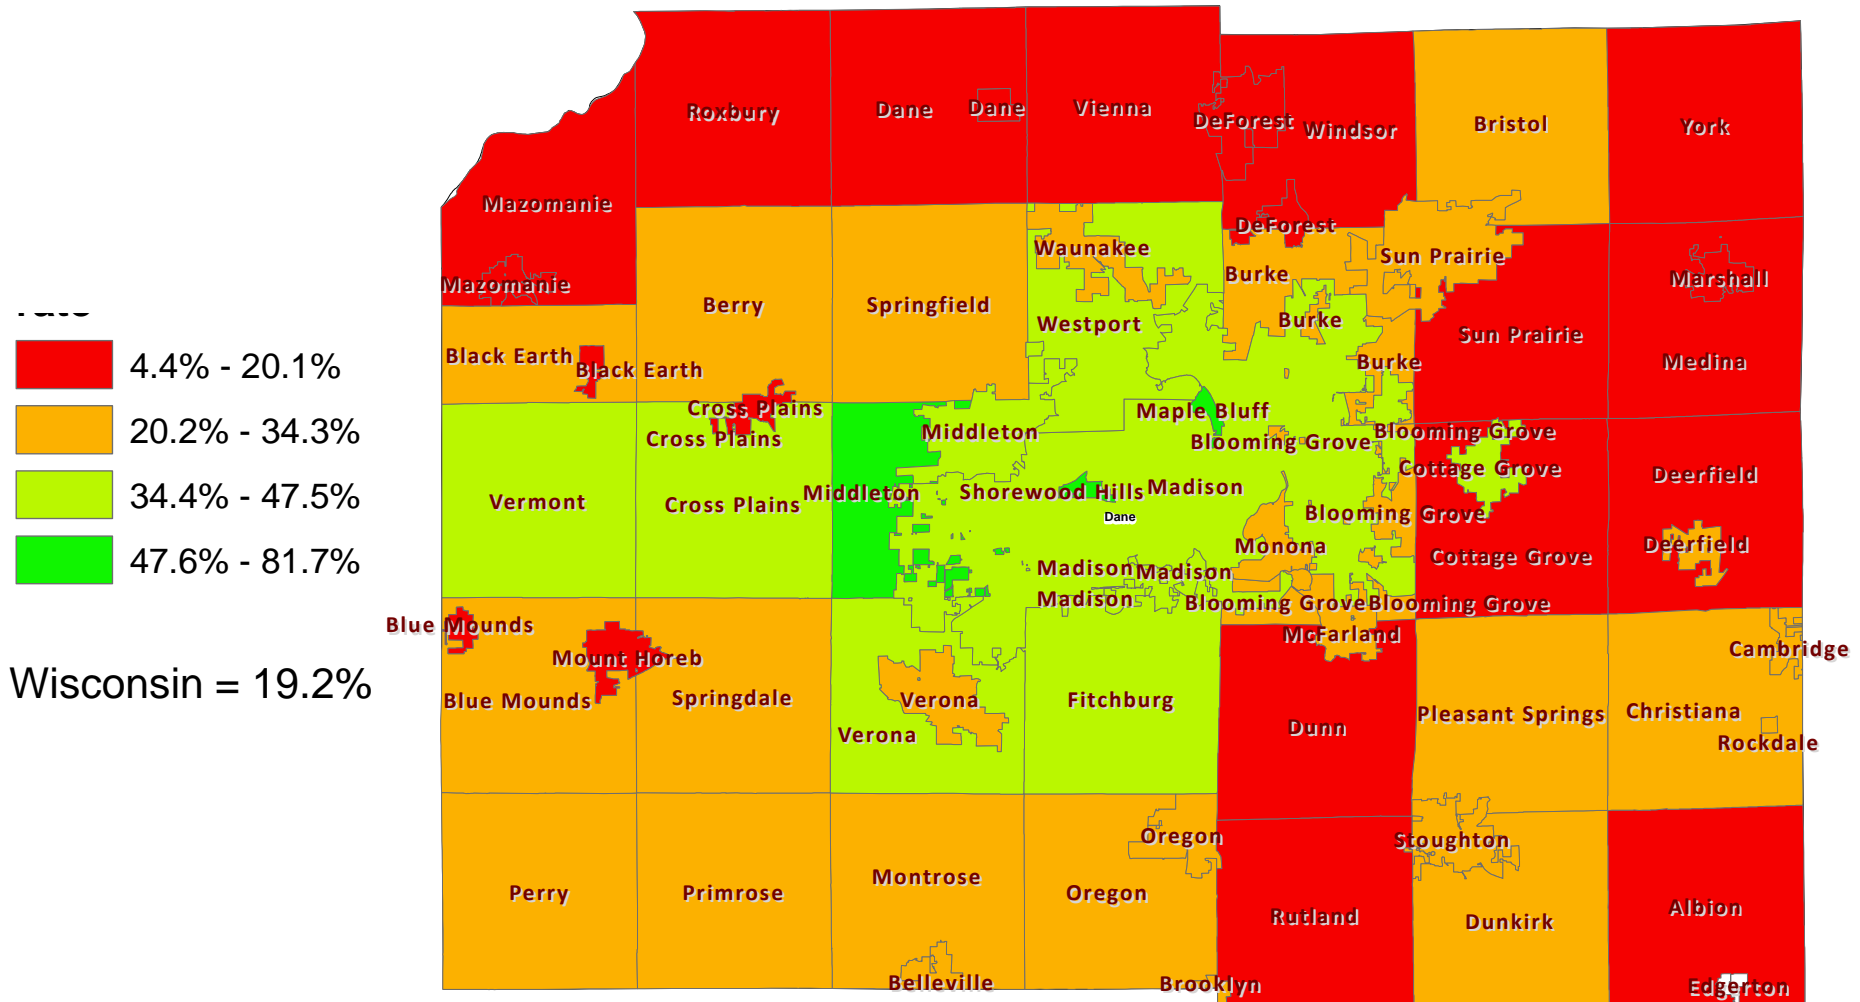 Roxbury
Dane
Dane
Vienna
DeForest
Windsor
Bristol
York
Mazomanie
DeForest
Waunakee
Burke
Sun Prairie
Marshall
Mazomanie
Berry
Springfield
Westport
Burke
Sun Prairie
Black Earth
Black Earth
Burke
Medina
rate
4.4% - 20.1%
20.2% - 34.3%
34.4% - 47.5%
47.6% - 81.7%
Wisconsin = 19.2%
Cross Plains
Cross Plains
Middleton
Maple Bluff
Blooming Grove
Blooming Grove
Cottage Grove
Deerfield
Vermont
Cross Plains
Middleton
Shorewood Hills
Madison
Dane
Blooming Grove
Monona
Cottage Grove
Deerfield
Madison
Madison
Madison
Blooming Grove
Blooming Grove
Blue Mounds
Mount Horeb
McFarland
Cambridge
Blue Mounds
Springdale
Verona
Verona
Fitchburg
Dunn
Pleasant Springs
Christiana
Rockdale
Oregon
Stoughton
Perry
Primrose
Montrose
Oregon
Rutland
Dunkirk
Albion
Belleville
Brooklyn
Edgerton